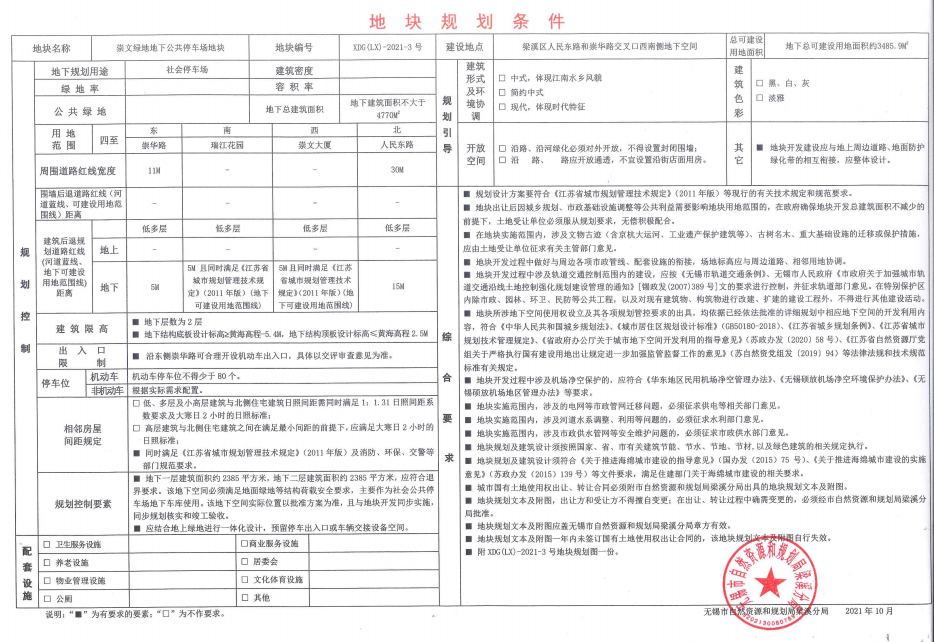 地 块 规 划 条 件
地块名称 崇文绿地地下公共停车场地块 地块编号 XDG(LX)-2021-3号 建设地点 梁溪区人民东路和崇华路交叉口西南侧地下空间 总可建设用地面积 地下总可建设用地面积约3485.9㎡
规划控制
地下规划用途 社会停车场 建筑密度
绿 地 率 容 积 率
公 共 绿 地 地下总建筑面积 地下建筑面积不大于4770M²
用 地 范 围 四至 东 南 西 北
崇华路 瑞江花园 崇文大厦 人民东路
周围道路红线宽度 11M - - 30M
围墙后退道路红线（河道蓝线、可建设用地范围线）距离 - - - -
建筑后退规划道路红线（河道蓝线、地下可建设用地范围线）距离
低多层 低多层 低多层 低多层
地上 - - - -
地下 5M 5M 且同时满足《江苏省城市规划管理技术规定》（2011 年版）（地下可建设用地范围线） 5M 且同时满足《江苏省城市规划管理技术规定》（2011 年版）（地下可建设用地范围线） 15M
建 筑 限 高
■ 地下层数为 2 层
■ 地下结构底板设计标高≥黄海高程-5.4M，地下结构顶板设计标高≤黄海高程 2.5M
出 入 口 限 制 ■ 沿东侧崇华路可合理开设机动车出入口，具体以交评审查意见为准。
停车位 机动车 机动车停车位不得少于 80 个。
非机动车 根据实际需求配置。
相邻房屋间距规定
□ 低、多层及小高层建筑与北侧住宅建筑日照间距需同时满足 1：1.31 日照间距系
数要求及大寒日 2 小时的日照标准；
□ 高层建筑与北侧住宅建筑之间在满足最小间距的前提下，应满足大寒日 2 小时的
日照标准；
■ 同时满足《江苏省城市规划管理技术规定》（2011 年版）及消防、环保、交警等
部门规范要求。
规划控制要素
■ 地下一层建筑面积约 2385 平方米，地下二层建筑面积约 2385 平方米，应符合退
界要求。该地下空间必须满足地面绿地等结构荷载安全要求，主要作为社会公共停
车场地下车库使用。该地下空间实际位置以批准方案为准，且与地块开发同步实施，
同步规划核实和竣工验收。
■ 应结合地上绿地进行一体化设计，预留停车出入口或车辆接交设备空间。
配套设施
□ 卫生服务设施 □商业服务设施
□ 养老设施 □ 居委会
□ 物业管理设施 □ 文化体育设施
□ 公厕 □ 其他
规划引导
建筑形式及环境协调
□ 中式，体现江南水乡风貌
□ 简约中式
□ 现代，体现时代特征
建筑色彩
□ 黑、白、灰
□ 淡雅
开放空间
□ 沿路、沿河绿化必须对外开放，不得设置封闭围墙；
□ 沿 路、 路应开放通透，不宜设置沿街店面用房。
其它
■ 地块开发建设应与地上周边道路、地面防护
绿化带的相互衔接，应整体设计。
综合要求
■ 规划设计方案要符合《江苏省城市规划管理技术规定》（2011 年版）等现行的有关技术规定和规范要求。
■ 地块出让后因城乡规划、市政基础设施调整等公共利益需要影响地块用地范围的，在政府确保地块开发总建筑面积不减少的
前提下，土地受让单位必须服从规划要求，无偿积极配合。
■ 在地块实施范围内，涉及文物古迹（含京杭大运河、工业遗产保护建筑等）、古树名木、重大基础设施的迁移或保护措施，
应由土地受让单位征求有关主管部门意见。
■ 地块开发过程中做好与周边各项市政管线、配套设施的衔接，场地标高应与周边道路、相邻用地协调。
■ 地块开发过程中涉及轨道交通控制范围内的建设，应按《无锡市轨道交通条例》、无锡市人民政府《市政府关于加强城市轨
道交通沿线土地控制强化规划建设管理的通知》[锡政发(2007)389 号]文的要求进行控制，并征求轨道部门意见。在特别保护区
内除市政、园林、环卫、民防等公共工程，以及对现有建筑物、构筑物进行改建、扩建的建设工程外，不得进行其他建设活动。
■ 地块所涉地下空间使用权设立及其各项规划管控要求的出具，均依据已经依法批准的详细规划中相应地下空间的开发利用内
容，符合《中华人民共和国城乡规划法》、《城市居住区规划设计标准》（GB50180-2018）、《江苏省城乡规划条例》、《江苏省城市
规划技术管理规定》、《省政府办公厅关于城市地下空间开发利用的指导意见》（苏政办发（2020）58 号）、《江苏省自然资源厅党
组关于严格执行国有建设用地出让规定进一步加强监管监督工作的意见》（苏自然资党组发（2019）94）等法律法规和技术规范
标准有关规定。
■ 地块开发过程中涉及机场净空保护的，应符合《华东地区民用机场净空管理办法》、《无锡硕放机场净空环境保护办法》、《无
锡硕放机场地区管理办法》等要求。
■ 地块实施范围内，涉及的电网等市政管网迁移问题，必须征求供电等相关部门意见。
■ 地块实施范围内，涉及河道水系调整、利用等问题的，必须征求水利部门意见。
■ 地块实施范围内，涉及市政供水管网等安全维护问题的，必须征求市政供水部门意见。
■ 地块规划及建筑设计须按照国家、省、市有关建筑节能、节水、节地、节材，以及绿色建筑的相关规定执行。
■ 地块规划及建筑设计须符合《关于推进海绵城市建设的指导意见》（国办发（2015）75 号）、《关于推进海绵城市建设的实施
意见》（苏政办发（2015）139 号）等文件要求，满足住建部门关于海绵城市建设的相关要求。
■ 城市国有土地使用权出让、转让合同必须附市自然资源和规划局梁溪分局出具的地块规划文本及附图。
■ 地块规划文本及附图，出让方和受让方不得擅自变更；在出让、转让过程中确需变更的，必须经市自然资源和规划局梁溪分
局批准。
■ 地块规划文本及附图应盖无锡市自然资源和规划局梁溪分局章方有效。
■ 地块规划文本及附图一年内未签订国有土地使用权出让合同的，该地块规划文本及附图自行失效。
■ 附 XDG(LX)-2021-3 号地块规划图一份。
说明："■"为有要求的要素；"□"为不作要求。
无锡市自然资源和规划局梁溪分局 2021 年 10 月